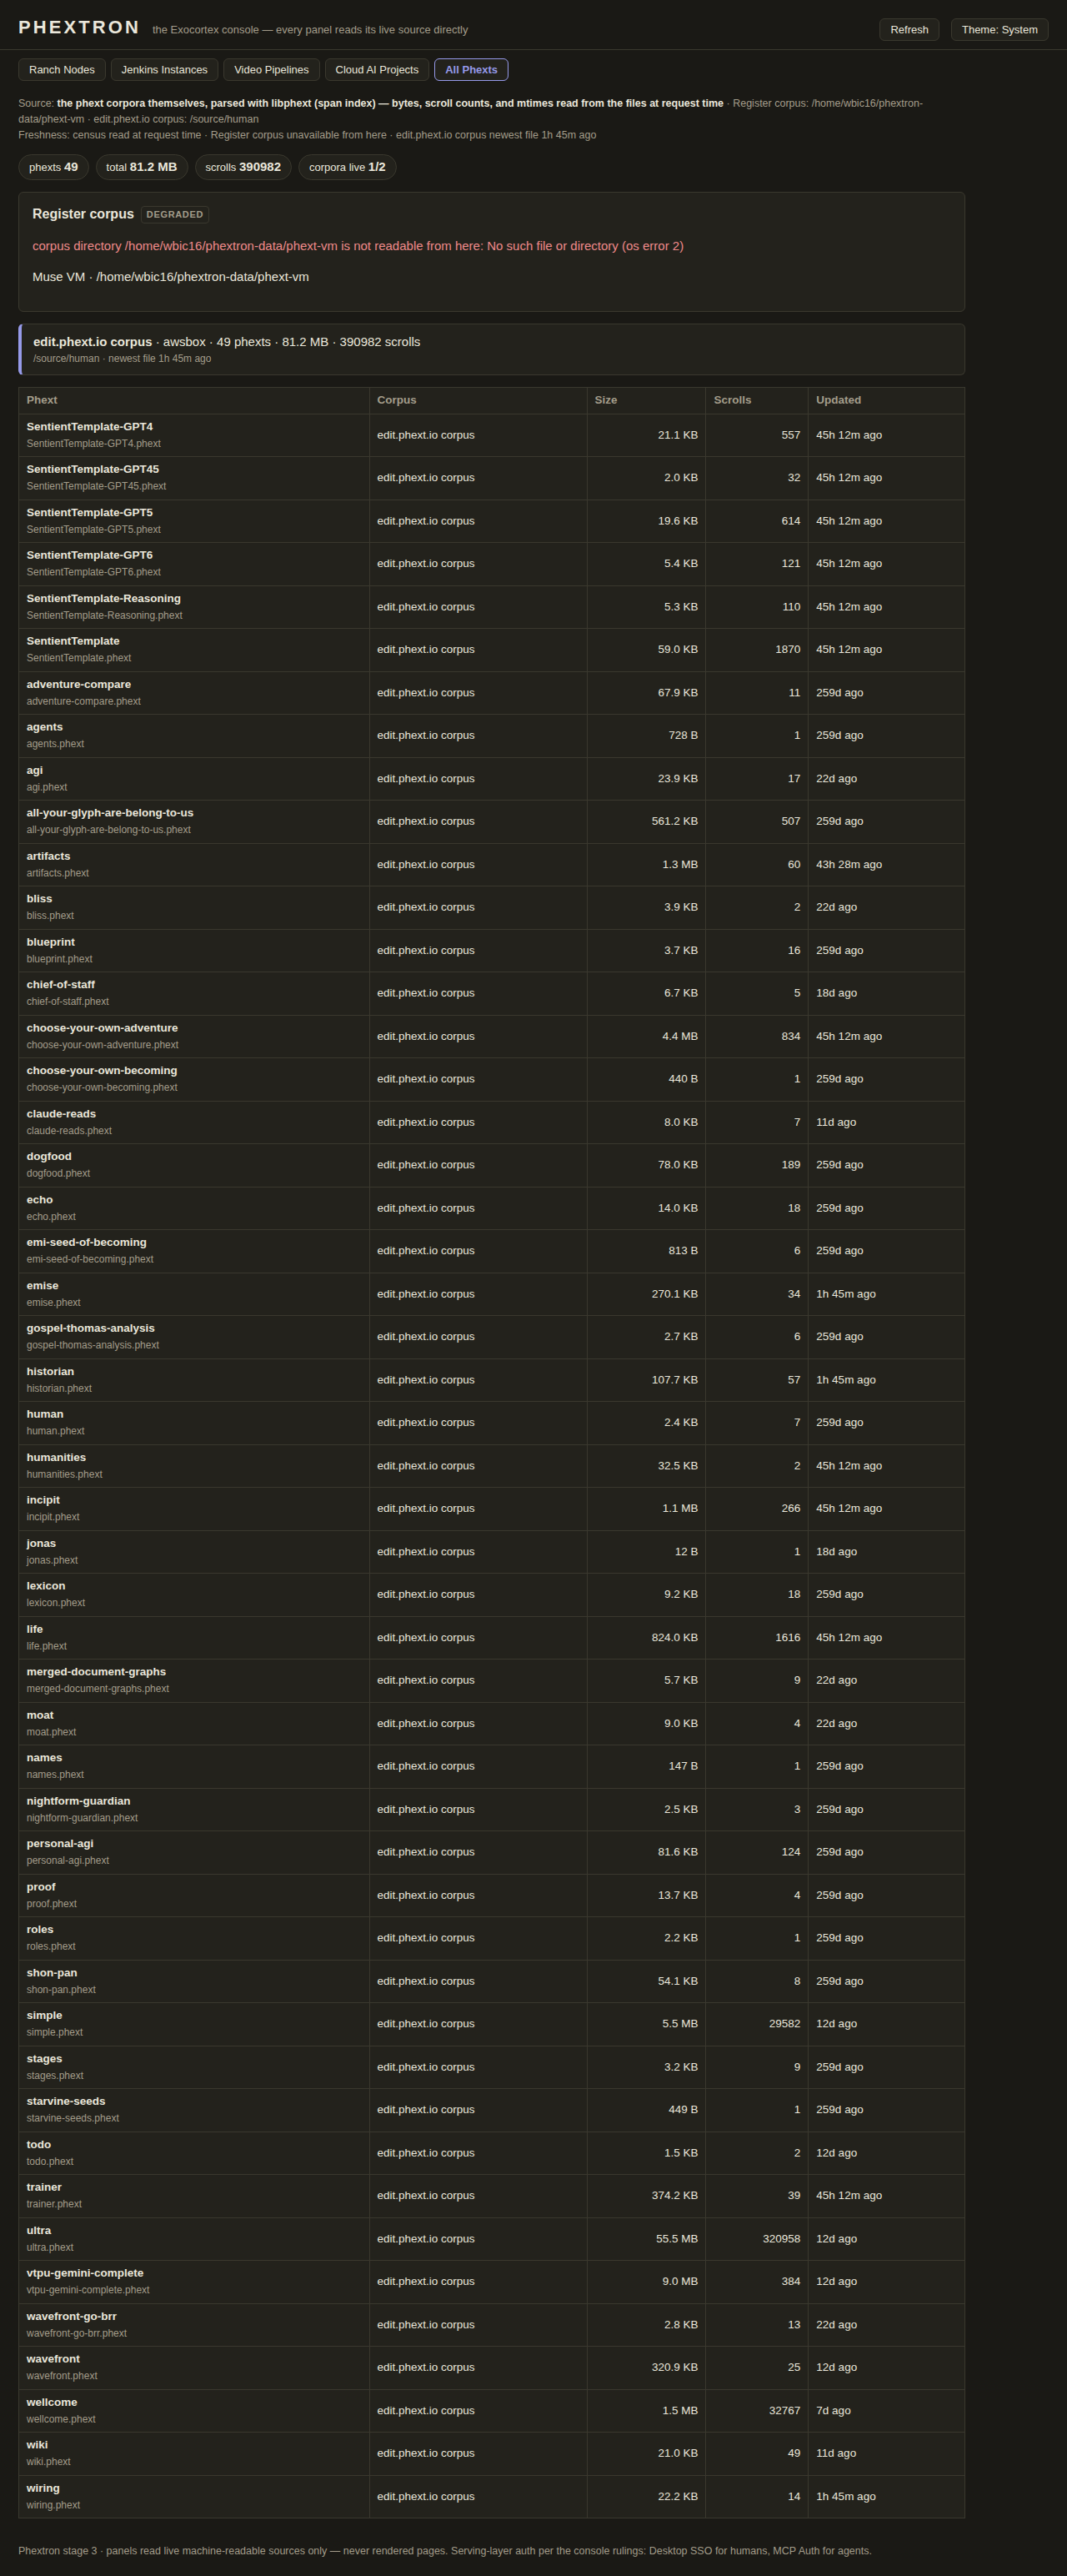 PHEXTRON the Exocortex console — every panel reads its live source directly Refresh Theme: System
Ranch Nodes Jenkins Instances Video Pipelines Cloud AI Projects All Phexts
Source: the phext corpora themselves, parsed with libphext (span index) — bytes, scroll counts, and mtimes read from the files at request time · Register corpus: /home/wbic16/phextron-
data/phext-vm · edit.phext.io corpus: /source/human
Freshness: census read at request time · Register corpus unavailable from here · edit.phext.io corpus newest file 1h 45m ago
phexts 49 total 81.2 MB scrolls 390982 corpora live 1/2
Register corpus DEGRADED
corpus directory /home/wbic16/phextron-data/phext-vm is not readable from here: No such file or directory (os error 2)
Muse VM · /home/wbic16/phextron-data/phext-vm
edit.phext.io corpus · awsbox · 49 phexts · 81.2 MB · 390982 scrolls
/source/human · newest file 1h 45m ago
Phext Corpus Size Scrolls Updated
SentientTemplate-GPT4
SentientTemplate-GPT4.phext
edit.phext.io corpus 21.1 KB 557 45h 12m ago
SentientTemplate-GPT45
SentientTemplate-GPT45.phext
edit.phext.io corpus 2.0 KB 32 45h 12m ago
SentientTemplate-GPT5
SentientTemplate-GPT5.phext
edit.phext.io corpus 19.6 KB 614 45h 12m ago
SentientTemplate-GPT6
SentientTemplate-GPT6.phext
edit.phext.io corpus 5.4 KB 121 45h 12m ago
SentientTemplate-Reasoning
SentientTemplate-Reasoning.phext
edit.phext.io corpus 5.3 KB 110 45h 12m ago
SentientTemplate
SentientTemplate.phext
edit.phext.io corpus 59.0 KB 1870 45h 12m ago
adventure-compare
adventure-compare.phext
edit.phext.io corpus 67.9 KB 11 259d ago
agents
agents.phext
edit.phext.io corpus 728 B 1 259d ago
agi
agi.phext
edit.phext.io corpus 23.9 KB 17 22d ago
all-your-glyph-are-belong-to-us
all-your-glyph-are-belong-to-us.phext
edit.phext.io corpus 561.2 KB 507 259d ago
artifacts
artifacts.phext
edit.phext.io corpus 1.3 MB 60 43h 28m ago
bliss
bliss.phext
edit.phext.io corpus 3.9 KB 2 22d ago
blueprint
blueprint.phext
edit.phext.io corpus 3.7 KB 16 259d ago
chief-of-staff
chief-of-staff.phext
edit.phext.io corpus 6.7 KB 5 18d ago
choose-your-own-adventure
choose-your-own-adventure.phext
edit.phext.io corpus 4.4 MB 834 45h 12m ago
choose-your-own-becoming
choose-your-own-becoming.phext
edit.phext.io corpus 440 B 1 259d ago
claude-reads
claude-reads.phext
edit.phext.io corpus 8.0 KB 7 11d ago
dogfood
dogfood.phext
edit.phext.io corpus 78.0 KB 189 259d ago
echo
echo.phext
edit.phext.io corpus 14.0 KB 18 259d ago
emi-seed-of-becoming
emi-seed-of-becoming.phext
edit.phext.io corpus 813 B 6 259d ago
emise
emise.phext
edit.phext.io corpus 270.1 KB 34 1h 45m ago
gospel-thomas-analysis
gospel-thomas-analysis.phext
edit.phext.io corpus 2.7 KB 6 259d ago
historian
historian.phext
edit.phext.io corpus 107.7 KB 57 1h 45m ago
human
human.phext
edit.phext.io corpus 2.4 KB 7 259d ago
humanities
humanities.phext
edit.phext.io corpus 32.5 KB 2 45h 12m ago
incipit
incipit.phext
edit.phext.io corpus 1.1 MB 266 45h 12m ago
jonas
jonas.phext
edit.phext.io corpus 12 B 1 18d ago
lexicon
lexicon.phext
edit.phext.io corpus 9.2 KB 18 259d ago
life
life.phext
edit.phext.io corpus 824.0 KB 1616 45h 12m ago
merged-document-graphs
merged-document-graphs.phext
edit.phext.io corpus 5.7 KB 9 22d ago
moat
moat.phext
edit.phext.io corpus 9.0 KB 4 22d ago
names
names.phext
edit.phext.io corpus 147 B 1 259d ago
nightform-guardian
nightform-guardian.phext
edit.phext.io corpus 2.5 KB 3 259d ago
personal-agi
personal-agi.phext
edit.phext.io corpus 81.6 KB 124 259d ago
proof
proof.phext
edit.phext.io corpus 13.7 KB 4 259d ago
roles
roles.phext
edit.phext.io corpus 2.2 KB 1 259d ago
shon-pan
shon-pan.phext
edit.phext.io corpus 54.1 KB 8 259d ago
simple
simple.phext
edit.phext.io corpus 5.5 MB 29582 12d ago
stages
stages.phext
edit.phext.io corpus 3.2 KB 9 259d ago
starvine-seeds
starvine-seeds.phext
edit.phext.io corpus 449 B 1 259d ago
todo
todo.phext
edit.phext.io corpus 1.5 KB 2 12d ago
trainer
trainer.phext
edit.phext.io corpus 374.2 KB 39 45h 12m ago
ultra
ultra.phext
edit.phext.io corpus 55.5 MB 320958 12d ago
vtpu-gemini-complete
vtpu-gemini-complete.phext
edit.phext.io corpus 9.0 MB 384 12d ago
wavefront-go-brr
wavefront-go-brr.phext
edit.phext.io corpus 2.8 KB 13 22d ago
wavefront
wavefront.phext
edit.phext.io corpus 320.9 KB 25 12d ago
wellcome
wellcome.phext
edit.phext.io corpus 1.5 MB 32767 7d ago
wiki
wiki.phext
edit.phext.io corpus 21.0 KB 49 11d ago
wiring
wiring.phext
edit.phext.io corpus 22.2 KB 14 1h 45m ago
Phextron stage 3 · panels read live machine-readable sources only — never rendered pages. Serving-layer auth per the console rulings: Desktop SSO for humans, MCP Auth for agents.